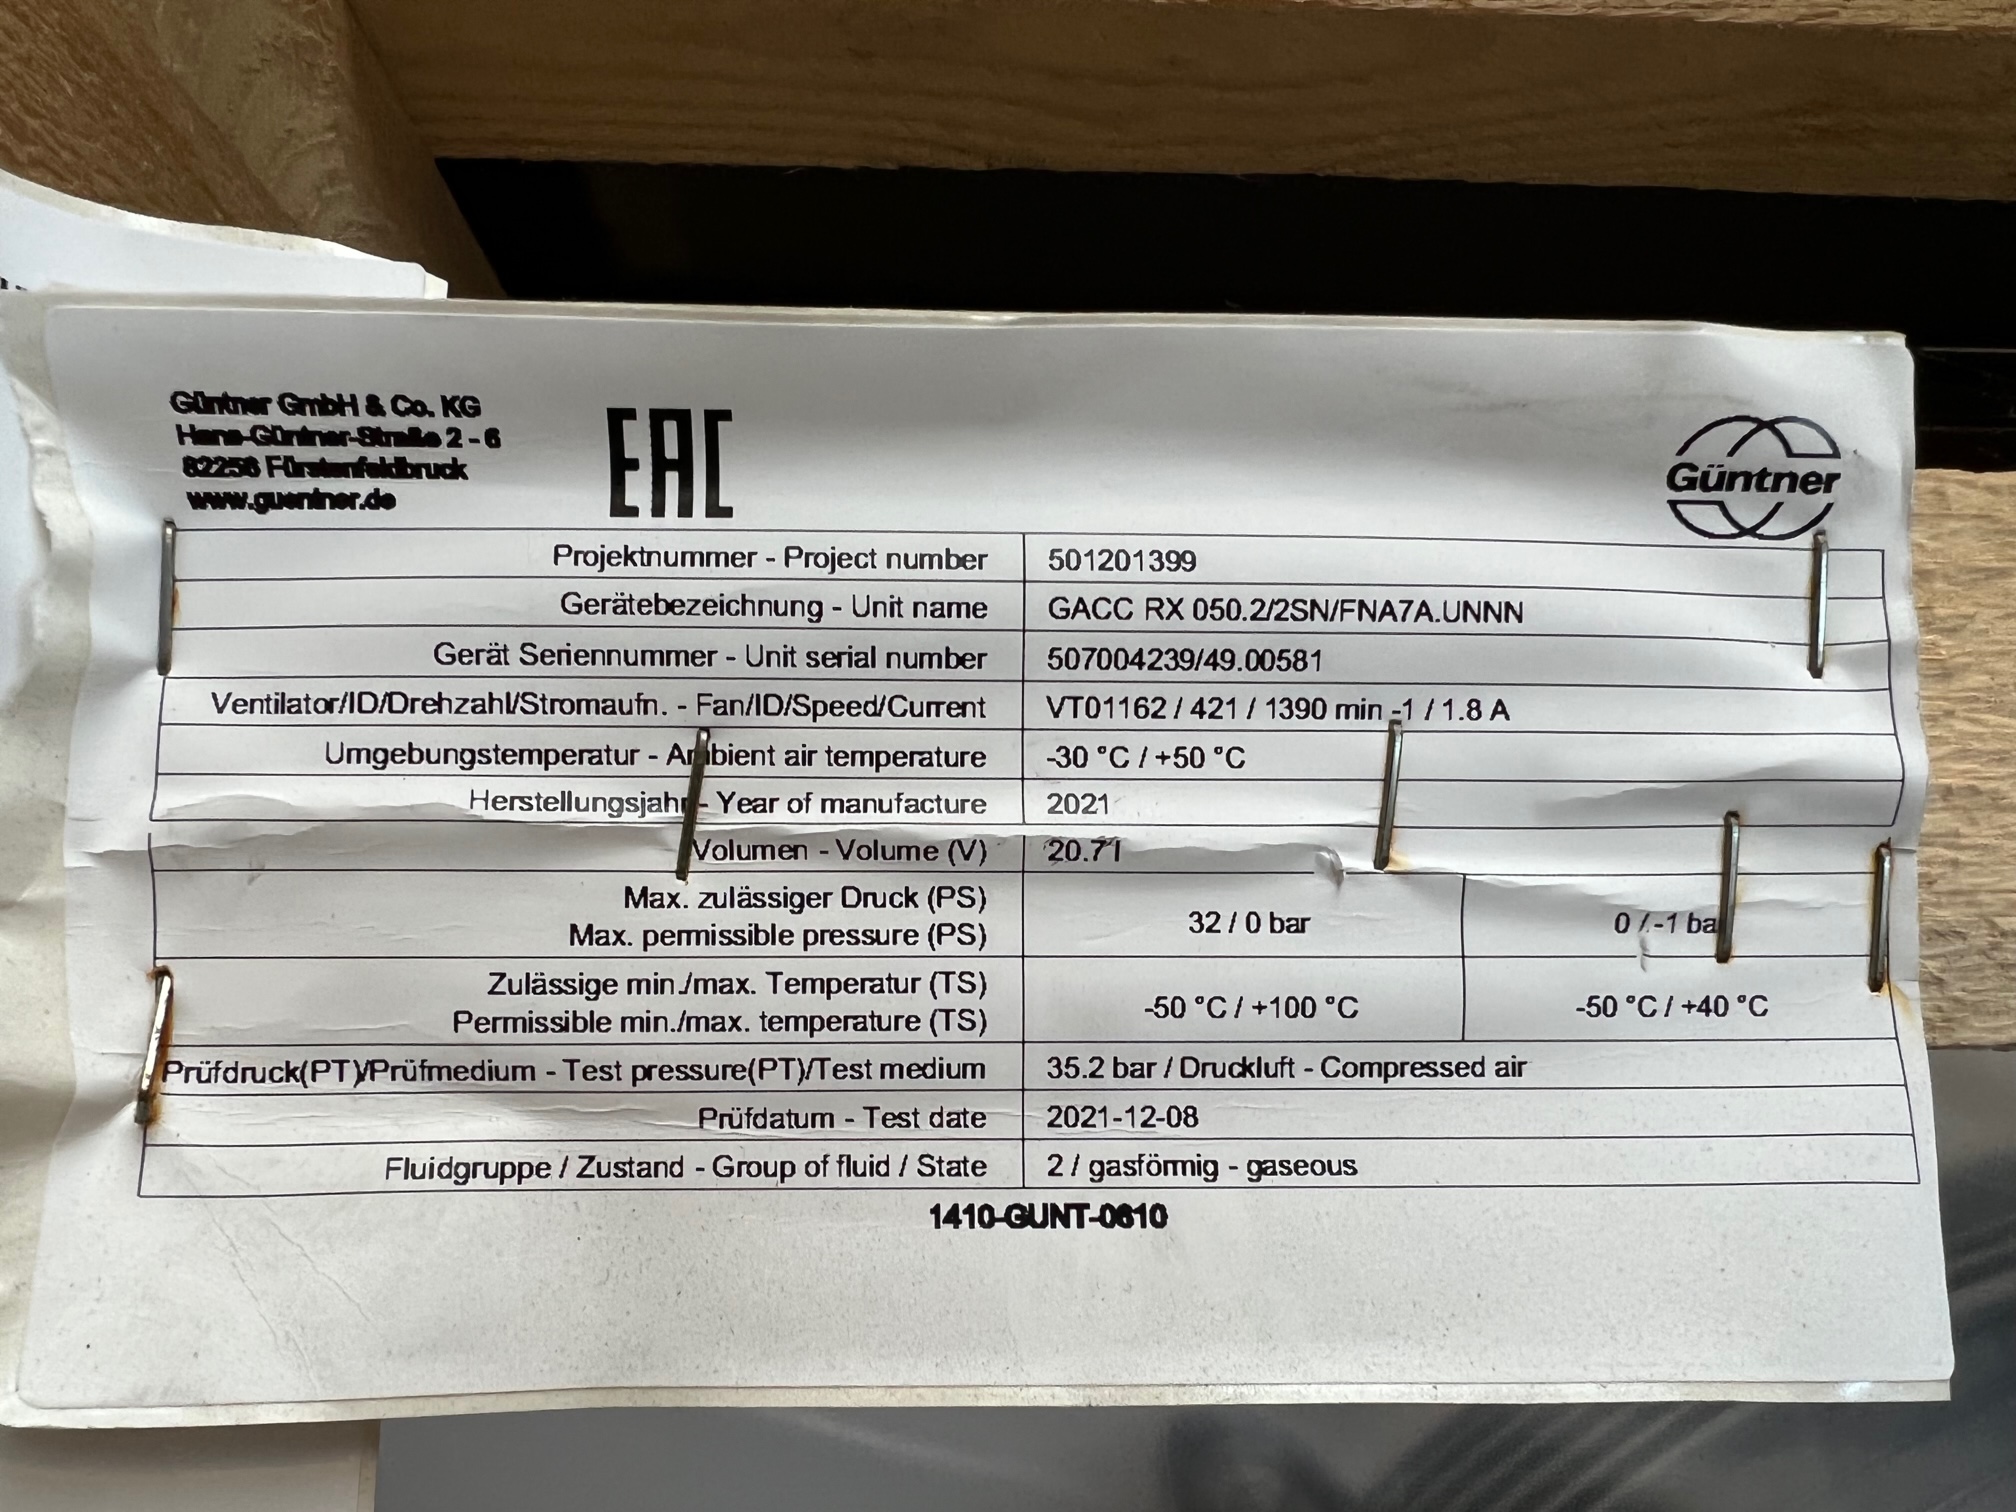 Güntner GmbH & Co. KG
Hans-Güntner-Straße 2 - 6
82256 Fürstenfeldbruck
www.guentner.de
EAC
Güntner
Projektnummer - Project number 501201399
Gerätebezeichnung - Unit name GACC RX 050.2/2SN/FNA7A.UNNN
Gerät Seriennummer - Unit serial number 507004239/49.00581
Ventilator/ID/Drehzahl/Stromaufn. - Fan/ID/Speed/Current VT01162 / 421 / 1390 min -1 / 1.8 A
Umgebungstemperatur - Ambient air temperature -30 °C / +50 °C
Herstellungsjahr - Year of manufacture 2021
Volumen - Volume (V) 20.7 l
Max. zulässiger Druck (PS)
Max. permissible pressure (PS)
32 / 0 bar 0 / -1 bar
Zulässige min./max. Temperatur (TS)
Permissible min./max. temperature (TS)
-50 °C / +100 °C -50 °C / +40 °C
Prüfdruck(PT)/Prüfmedium - Test pressure(PT)/Test medium 35.2 bar / Druckluft - Compressed air
Prüfdatum - Test date 2021-12-08
Fluidgruppe / Zustand - Group of fluid / State 2 / gasförmig - gaseous
1410-GUNT-0610